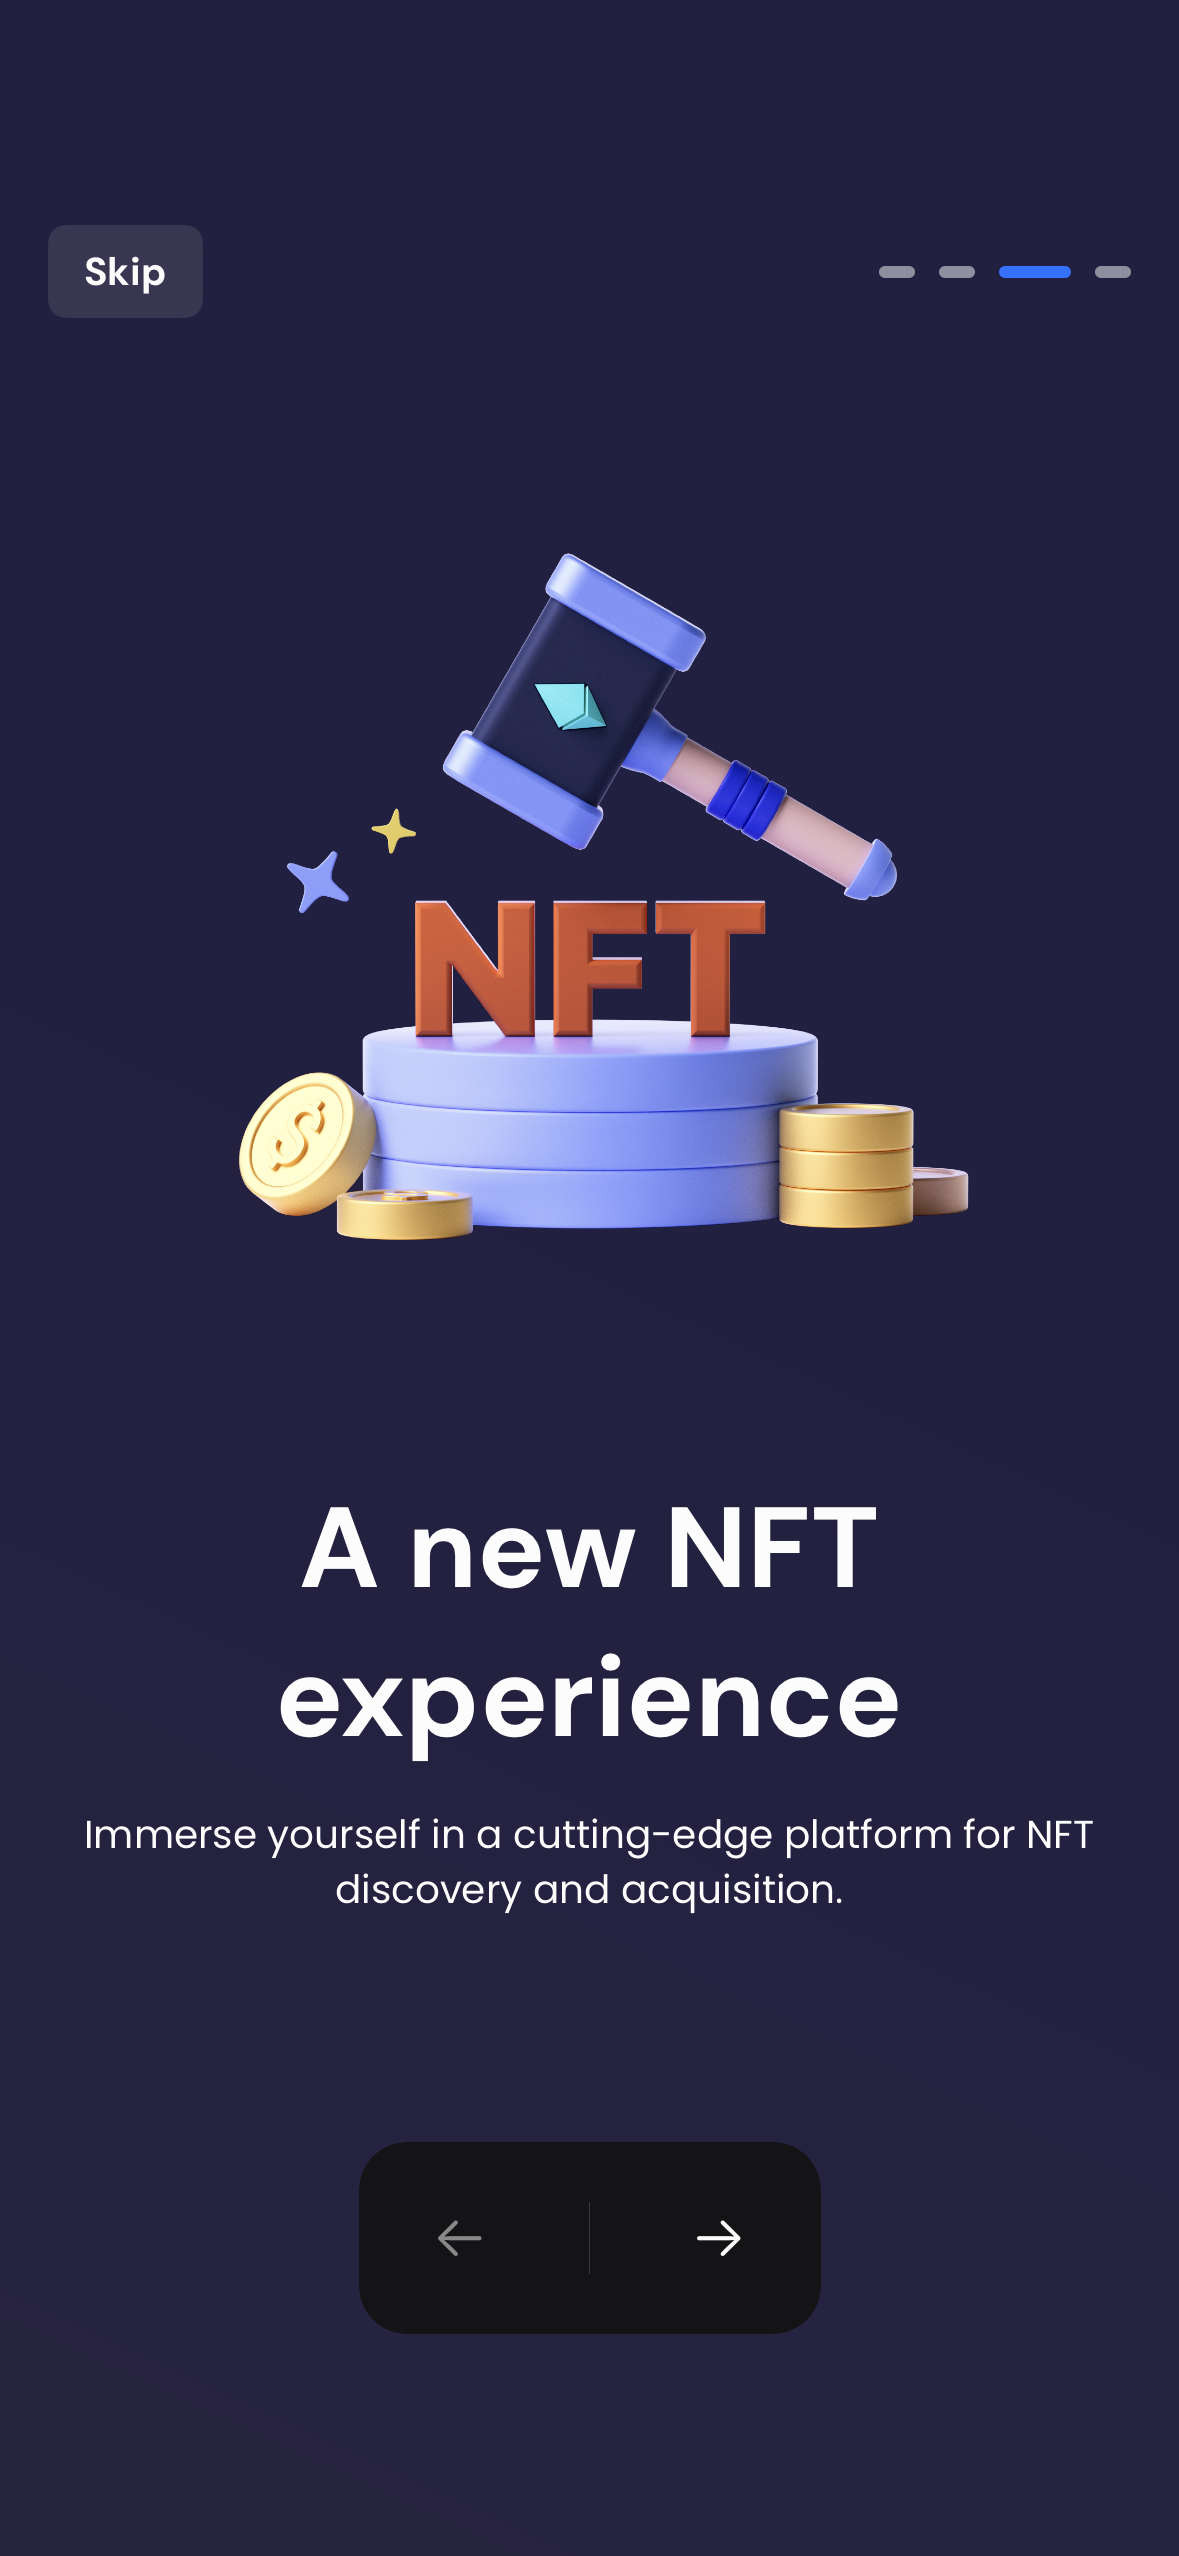 Skip
NFT
$
A new NFT
experience
Immerse yourself in a cutting-edge platform for NFT
discovery and acquisition.